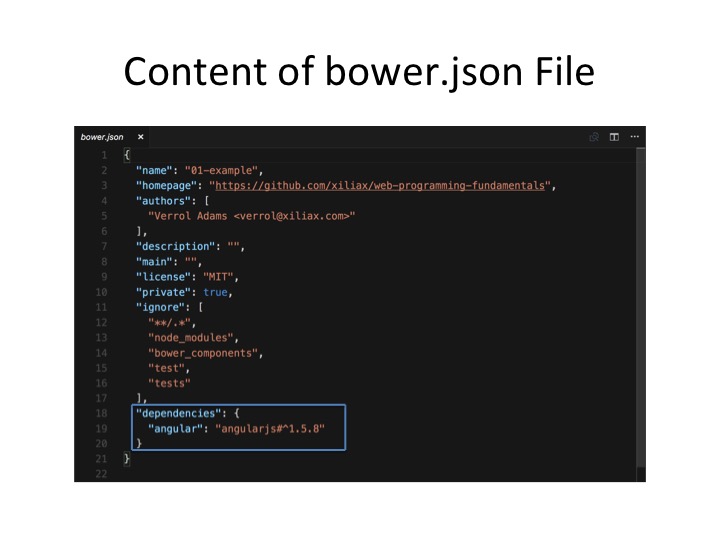 Content of bower.json File
bower.json ×
1 {
2 "name": "01-example",
3 "homepage": "https://github.com/xiliax/web-programming-fundamentals",
4 "authors": [
5 "Verrol Adams <verrol@xiliax.com>"
6 ],
7 "description": "",
8 "main": "",
9 "license": "MIT",
10 "private": true,
11 "ignore": [
12 "**/.*",
13 "node_modules",
14 "bower_components",
15 "test",
16 "tests"
17 ],
18 "dependencies": {
19 "angular": "angularjs#^1.5.8"
20 }
21 }
22